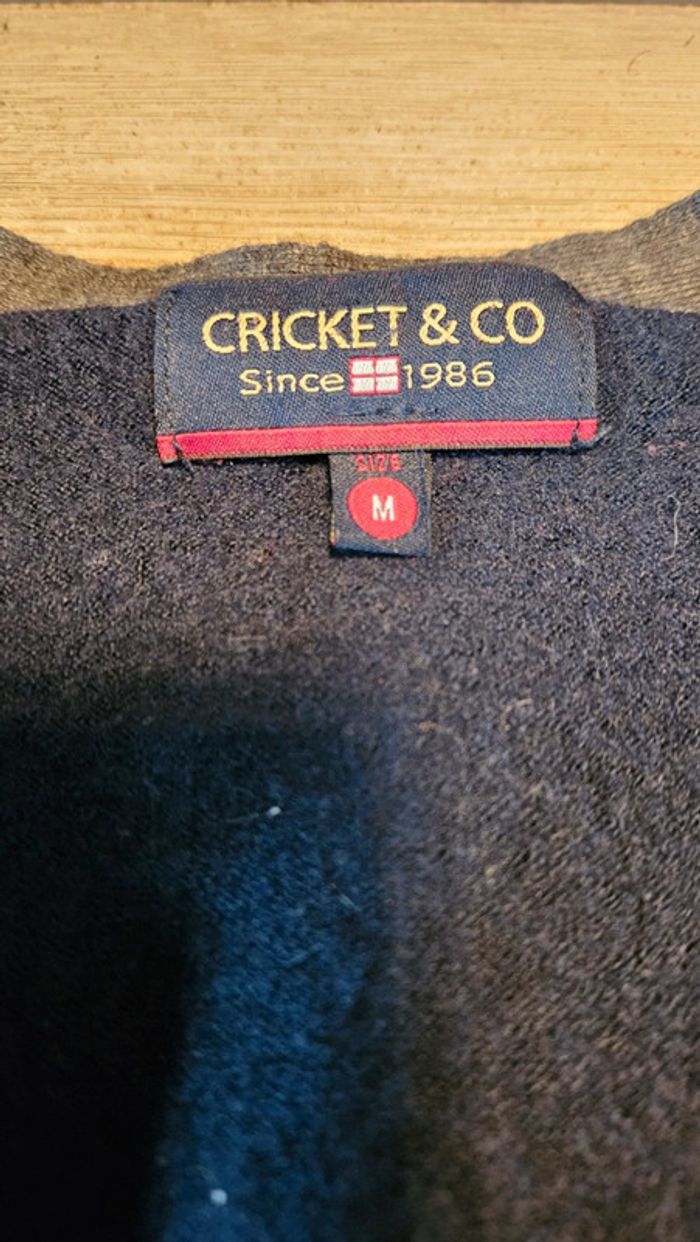 CRICKET & CO
Since 1986
SIZE
M